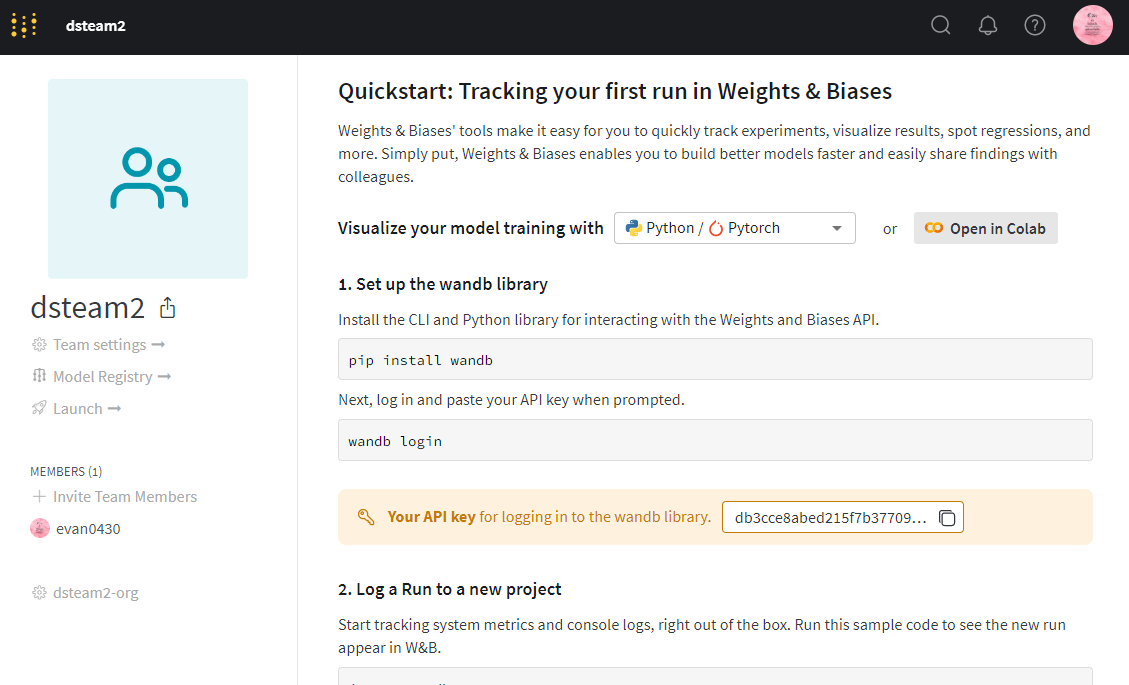 dsteam2
Quickstart: Tracking your first run in Weights & Biases
Weights & Biases' tools make it easy for you to quickly track experiments, visualize results, spot regressions, and
more. Simply put, Weights & Biases enables you to build better models faster and easily share findings with
colleagues.
Visualize your model training with Python / Pytorch or Open in Colab
1. Set up the wandb library
Install the CLI and Python library for interacting with the Weights and Biases API.
pip install wandb
Next, log in and paste your API key when prompted.
wandb login
Your API key for logging in to the wandb library. db3cce8abed215f7b37709...
2. Log a Run to a new project
Start tracking system metrics and console logs, right out of the box. Run this sample code to see the new run
appear in W&B.
dsteam2
Team settings
Model Registry
Launch
MEMBERS (1)
Invite Team Members
evan0430
dsteam2-org